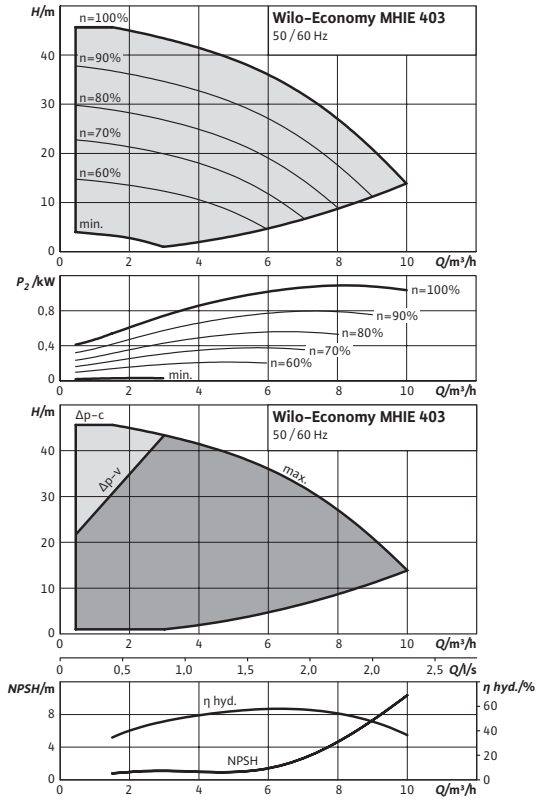 H/m
Wilo-Economy MHIE 403
50 / 60 Hz
n=100%
40
n=90%
30
n=80%
20
n=70%
n=60%
10
min.
0
0 2 4 6 8 10 Q/m³/h
P₂ /kW
n=100%
0,8
n=90%
n=80%
0,4
n=70%
n=60%
min.
0
0 2 4 6 8 10 Q/m³/h
H/m
Δp-c
Wilo-Economy MHIE 403
50 / 60 Hz
40
Δp-v
max.
30
20
10
0
0 2 4 6 8 10 Q/m³/h
0 0,5 1,0 1,5 2,0 2,0 2,5 Q/l/s
NPSH/m
η hyd./%
η hyd.
8
60
40
4
NPSH
20
0
0
0 2 4 6 8 10 Q/m³/h